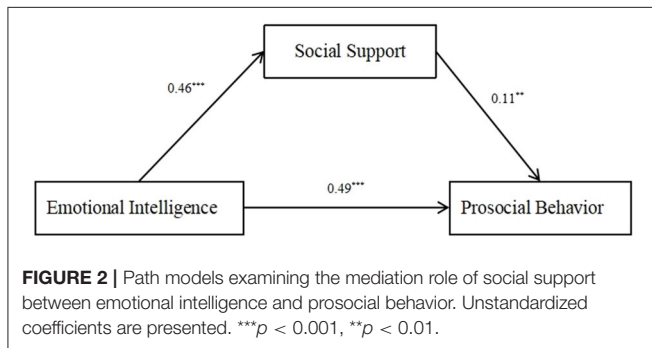 Social Support
0.46***
0.11**
0.49***
Emotional Intelligence
Prosocial Behavior
FIGURE 2 | Path models examining the mediation role of social support
between emotional intelligence and prosocial behavior. Unstandardized
coefficients are presented. ***p < 0.001, **p < 0.01.